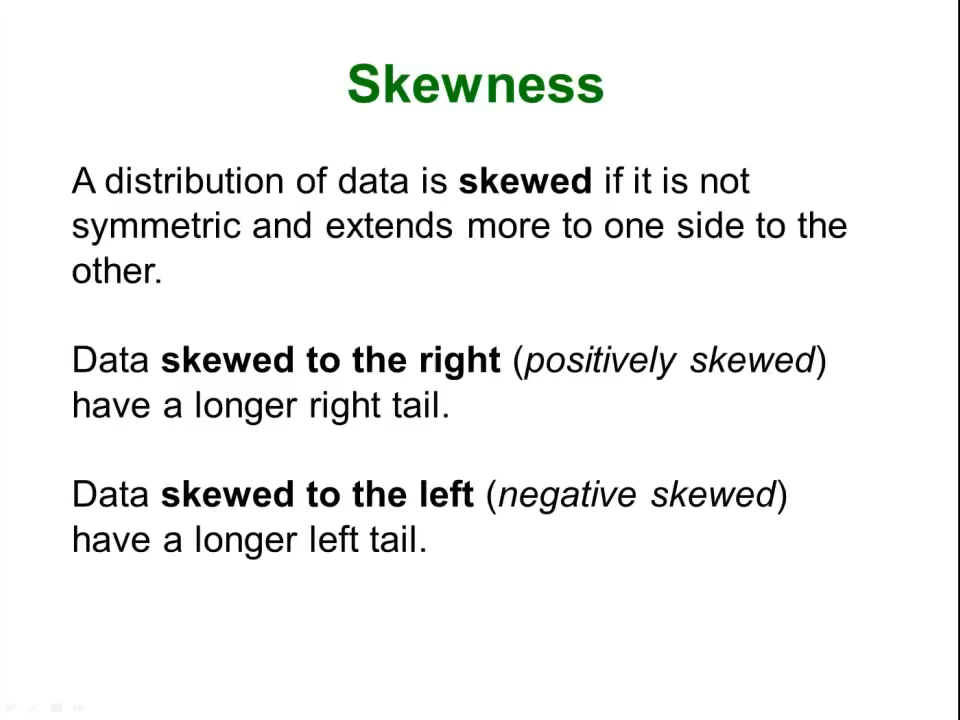 Skewness
A distribution of data is skewed if it is not
symmetric and extends more to one side to the
other.
Data skewed to the right (positively skewed)
have a longer right tail.
Data skewed to the left (negative skewed)
have a longer left tail.